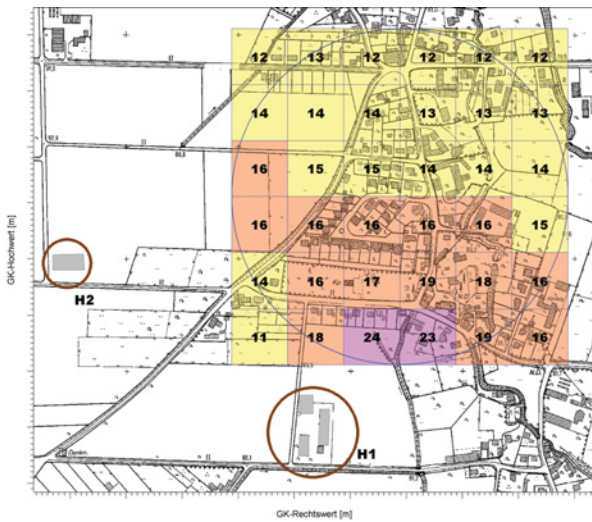 12 13 12 12 12 12
14 14 14 13 13 13
16 15 15 14 14 14
16 16 16 16 16 15
H2
14 16 17 19 18 16
11 18 24 23 19 16
H1
GK-Hochwert [m]
GK-Rechtswert [m]